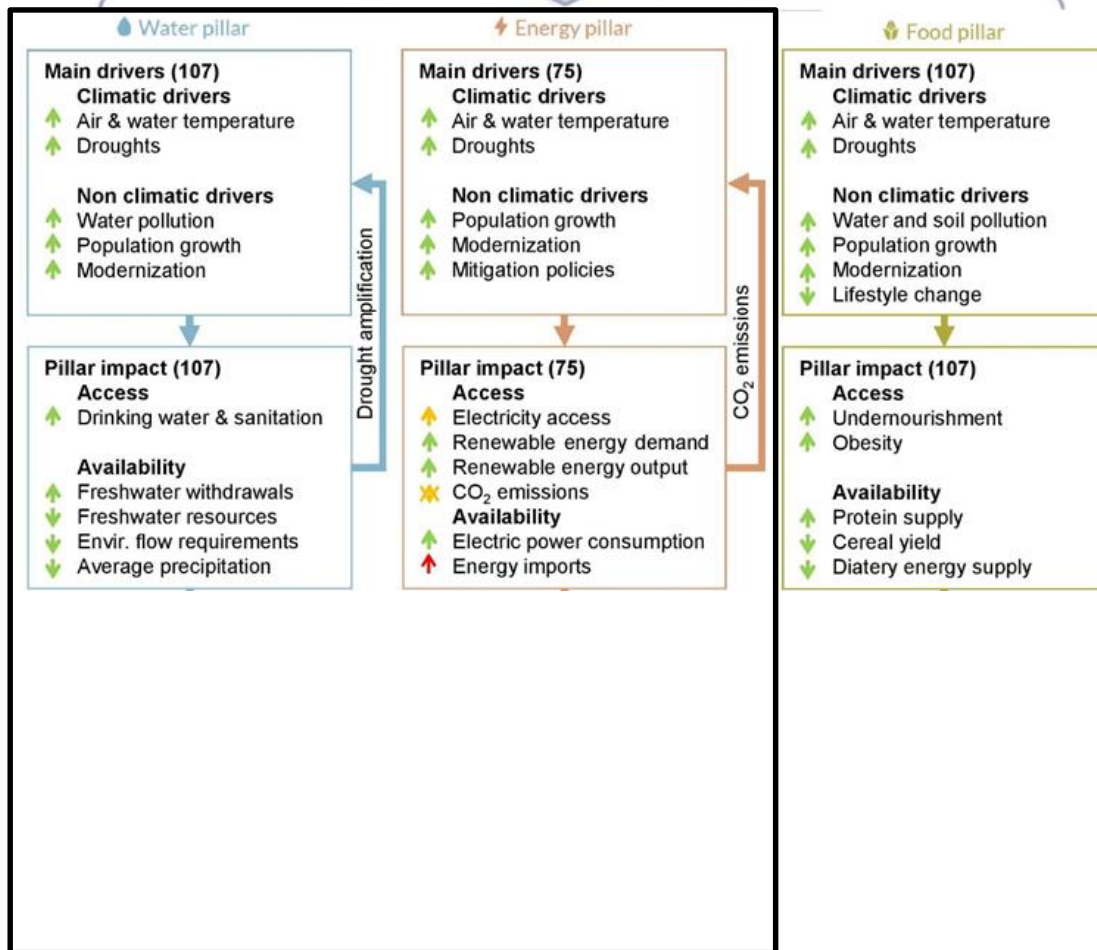 Water pillar
Main drivers (107)
Climatic drivers
Air & water temperature
Droughts
Non climatic drivers
Water pollution
Population growth
Modernization
Drought amplification
Pillar impact (107)
Access
Drinking water & sanitation
Availability
Freshwater withdrawals
Freshwater resources
Envir. flow requirements
Average precipitation
Energy pillar
Main drivers (75)
Climatic drivers
Air & water temperature
Droughts
Non climatic drivers
Population growth
Modernization
Mitigation policies
CO₂ emissions
Pillar impact (75)
Access
Electricity access
Renewable energy demand
Renewable energy output
CO₂ emissions
Availability
Electric power consumption
Energy imports
Food pillar
Main drivers (107)
Climatic drivers
Air & water temperature
Droughts
Non climatic drivers
Water and soil pollution
Population growth
Modernization
Lifestyle change
Pillar impact (107)
Access
Undernourishment
Obesity
Availability
Protein supply
Cereal yield
Diatery energy supply